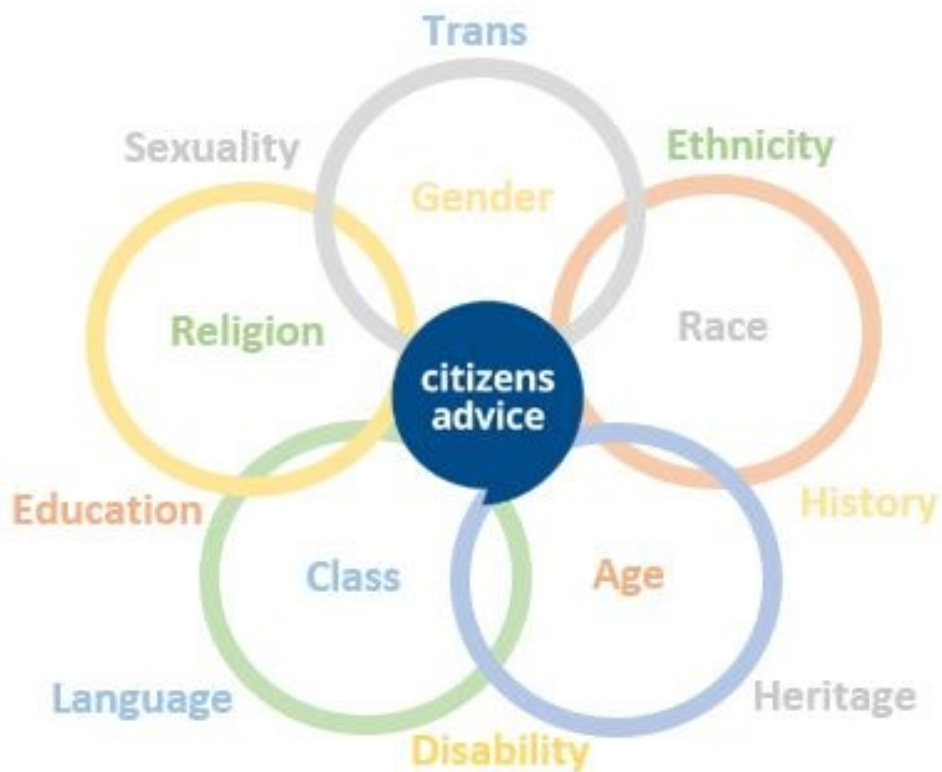 Trans
Sexuality
Ethnicity
Gender
Religion
Race
citizens
advice
Education
History
Class
Age
Language
Heritage
Disability